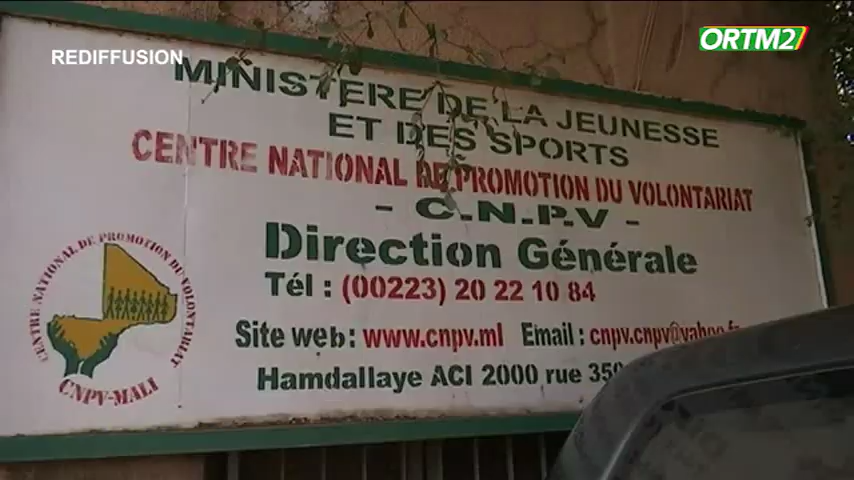 REDIFFUSION
ORTM2
MINISTERE DE LA JEUNESSE
ET DES SPORTS
CENTRE NATIONAL DE PROMOTION DU VOLONTARIAT
- C.N.P.V -
Direction Générale
Tél : (00223) 20 22 10 84
Site web: www.cnpv.ml Email : cnpv.cnpv@yahoo.fr
Hamdallaye ACI 2000 rue
CENTRE NATIONAL DE PROMOTION DU VOLONTARIAT
CNPV-MALI